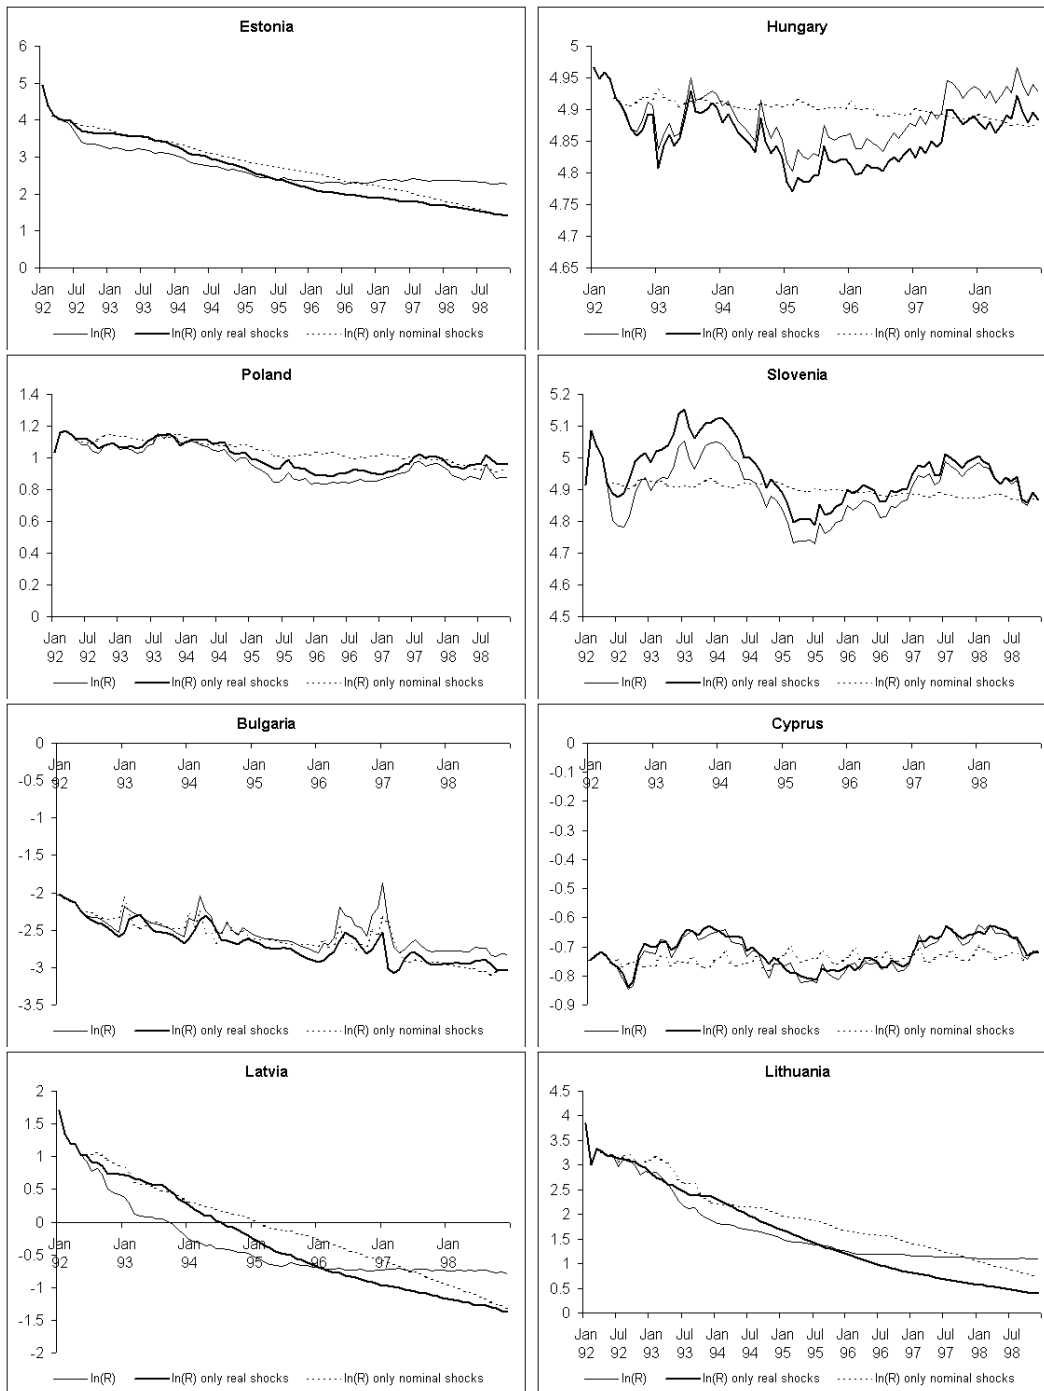 Estonia
6
5
4
3
2
1
0
Jan Jul Jan Jul Jan Jul Jan Jul Jan Jul Jan Jul Jan Jul
92 92 93 93 94 94 95 95 96 96 97 97 98 98
ln(R) ln(R) only real shocks ln(R) only nominal shocks
Hungary
5
4.95
4.9
4.85
4.8
4.75
4.7
4.65
Jan Jan Jan Jan Jan Jan Jan
92 93 94 95 96 97 98
ln(R) ln(R) only real shocks ln(R) only nominal shocks
Poland
1.4
1.2
1
0.8
0.6
0.4
0.2
0
Jan Jul Jan Jul Jan Jul Jan Jul Jan Jul Jan Jul Jan Jul
92 92 93 93 94 94 95 95 96 96 97 97 98 98
ln(R) ln(R) only real shocks ln(R) only nominal shocks
Slovenia
5.2
5.1
5
4.9
4.8
4.7
4.6
4.5
Jan Jul Jan Jul Jan Jul Jan Jul Jan Jul Jan Jul Jan Jul
92 92 93 93 94 94 95 95 96 96 97 97 98 98
ln(R) ln(R) only real shocks ln(R) only nominal shocks
Bulgaria
0
Jan Jan Jan Jan Jan Jan Jan
92 93 94 95 96 97 98
-0.5
-1
-1.5
-2
-2.5
-3
-3.5
ln(R) ln(R) only real shocks ln(R) only nominal shocks
Cyprus
0
Jan Jan Jan Jan Jan Jan Jan
-0.1
92 93 94 95 96 97 98
-0.2
-0.3
-0.4
-0.5
-0.6
-0.7
-0.8
-0.9
ln(R) ln(R) only real shocks ln(R) only nominal shocks
Latvia
2
1.5
1
0.5
0
Jan Jan Jan Jan Jan Jan Jan
-0.5
92 93 94 95 96 97 98
-1
-1.5
-2
ln(R) ln(R) only real shocks ln(R) only nominal shocks
Lithuania
4.5
4
3.5
3
2.5
2
1.5
1
0.5
0
Jan Jul Jan Jul Jan Jul Jan Jul Jan Jul Jan Jul Jan Jul
92 92 93 93 94 94 95 95 96 96 97 97 98 98
ln(R) ln(R) only real shocks ln(R) only nominal shocks